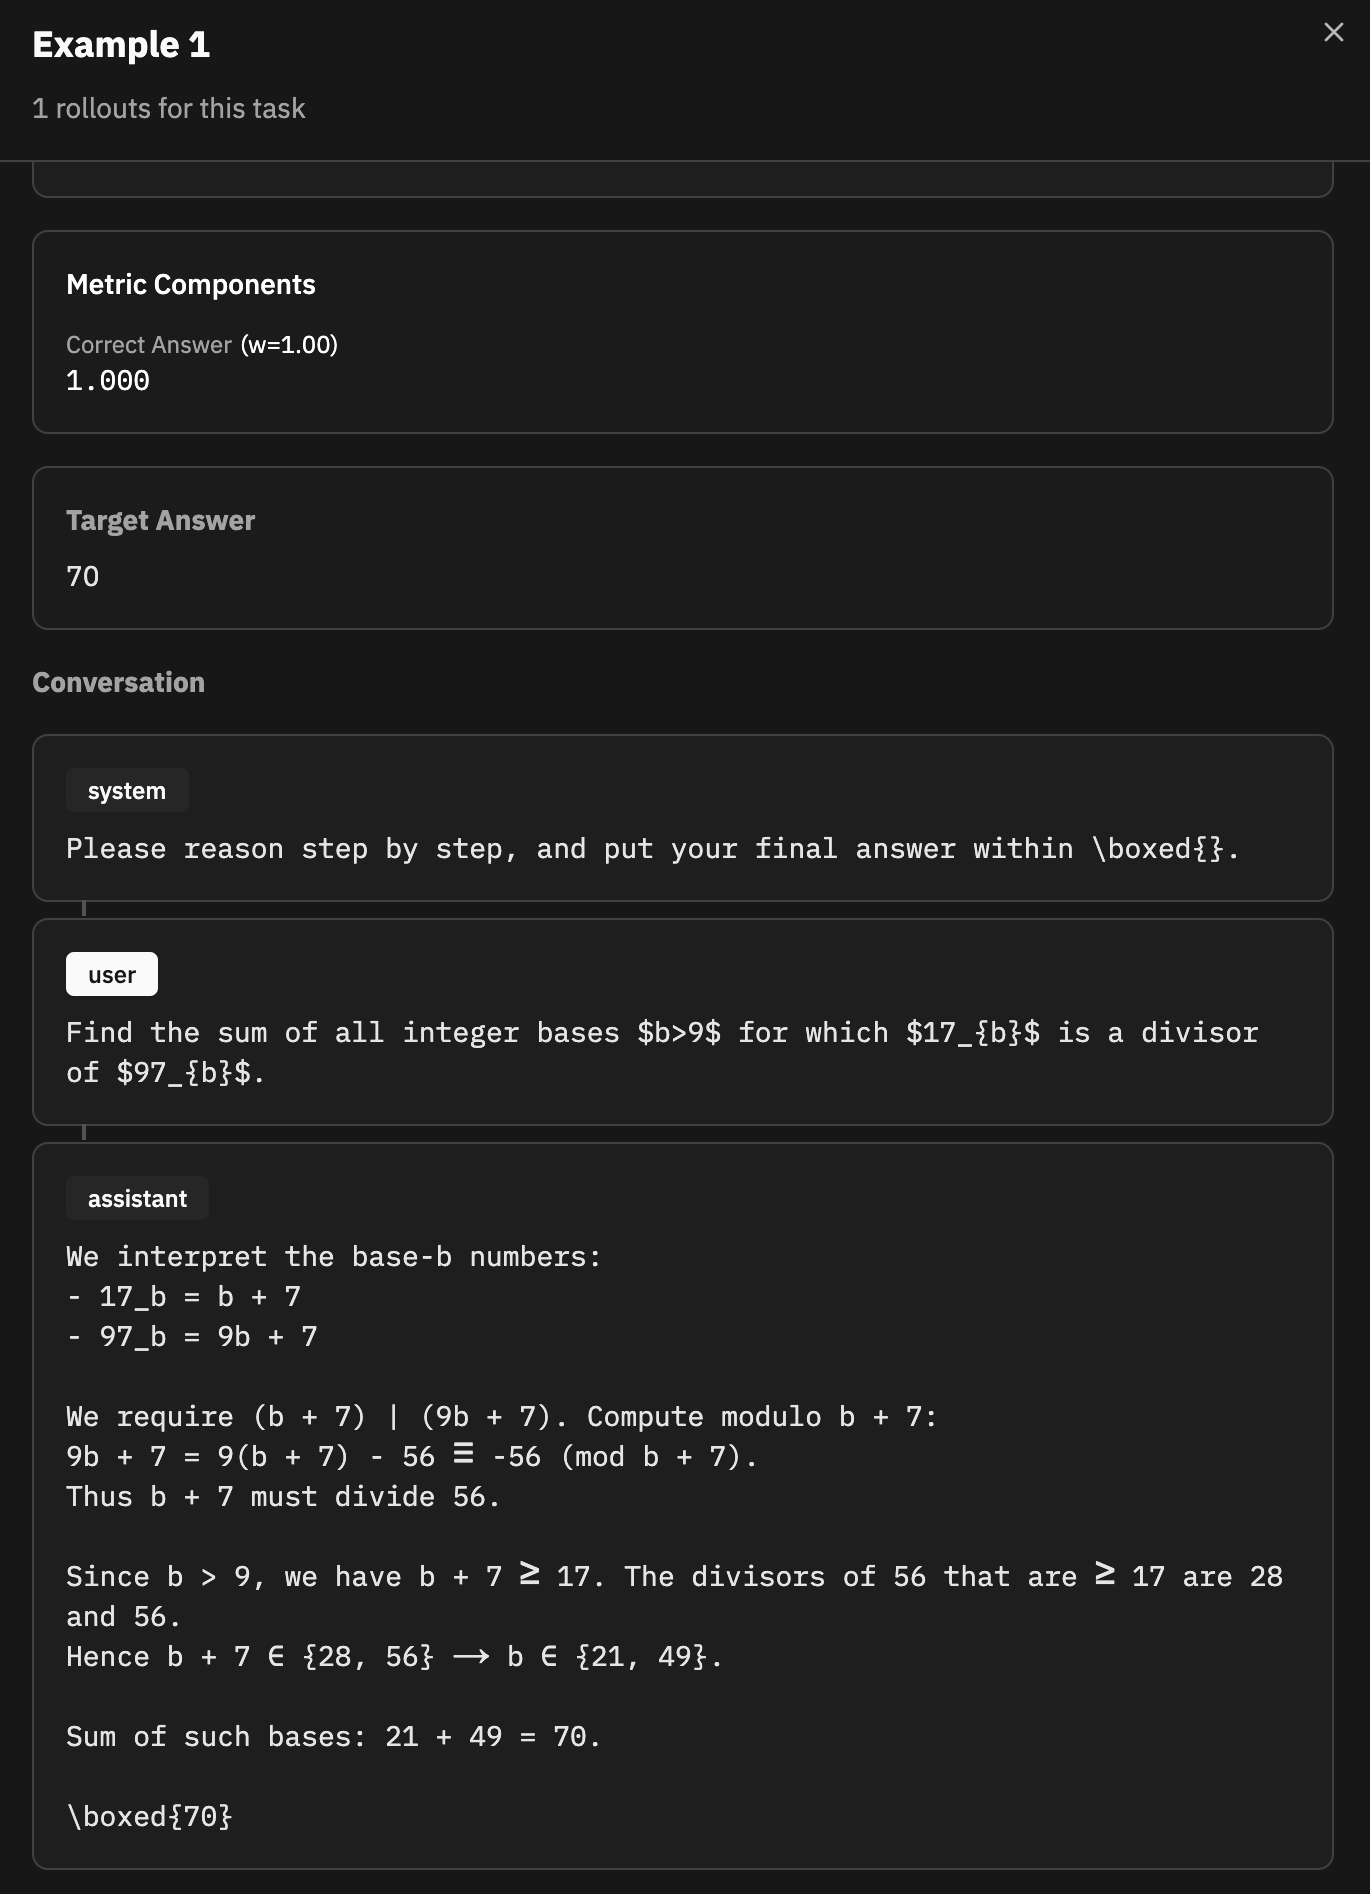 Example 1
1 rollouts for this task
Metric Components
Correct Answer (w=1.00)
1.000
Target Answer
70
Conversation
system
Please reason step by step, and put your final answer within \boxed{}.
user
Find the sum of all integer bases $b>9$ for which $17_{b}$ is a divisor
of $97_{b}$.
assistant
We interpret the base-b numbers:
- 17_b = b + 7
- 97_b = 9b + 7
We require (b + 7) | (9b + 7). Compute modulo b + 7:
9b + 7 = 9(b + 7) - 56 ≡ -56 (mod b + 7).
Thus b + 7 must divide 56.
Since b > 9, we have b + 7 ≥ 17. The divisors of 56 that are ≥ 17 are 28
and 56.
Hence b + 7 ∈ {28, 56} ⟶ b ∈ {21, 49}.
Sum of such bases: 21 + 49 = 70.
\boxed{70}